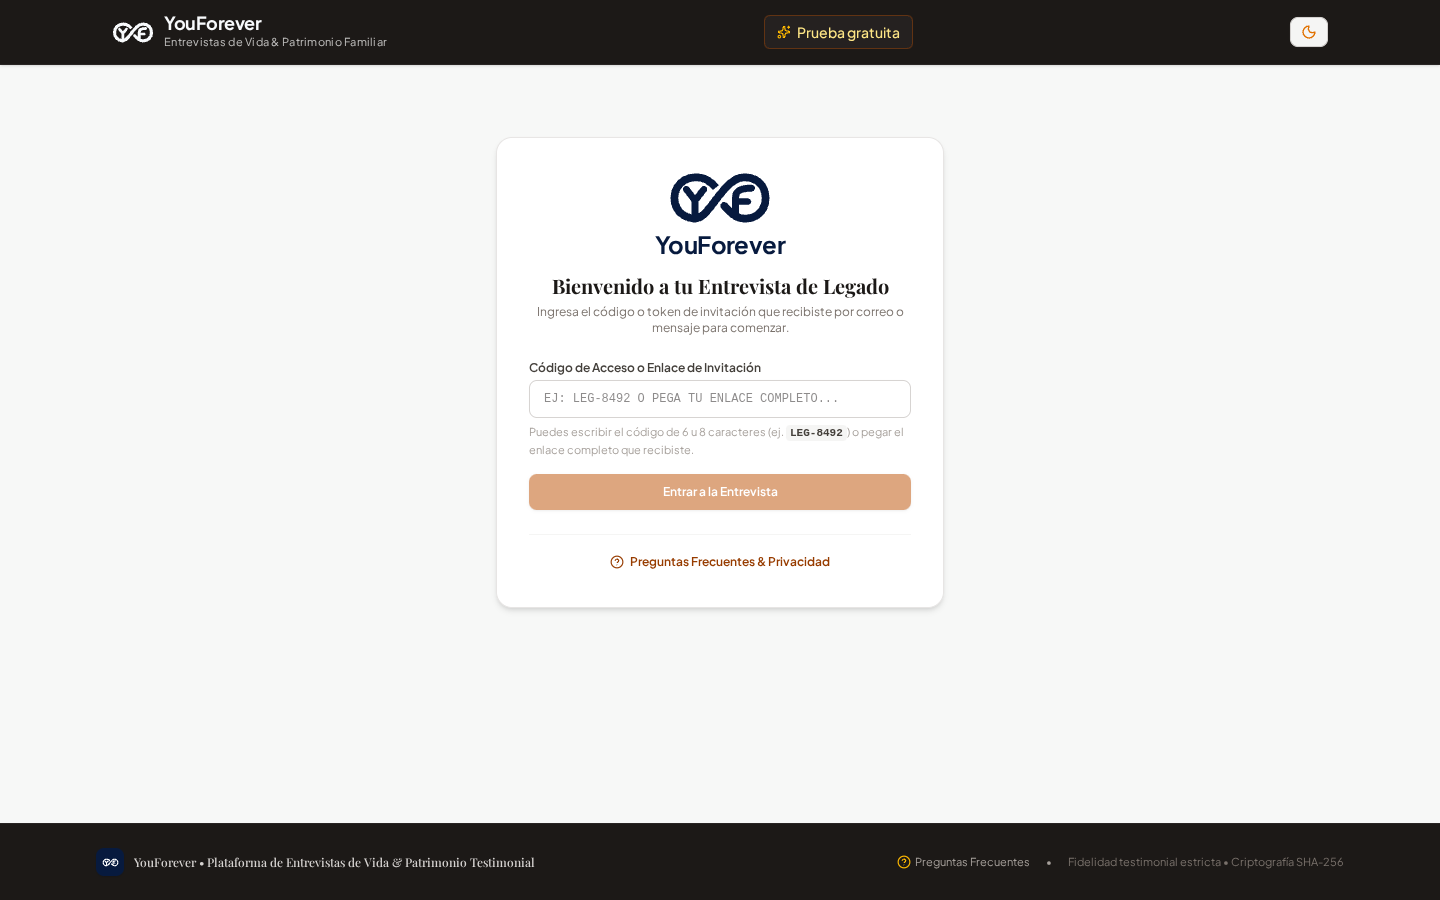 YouForever
Entrevistas de Vida & Patrimonio Familiar
Prueba gratuita
YF
YouForever
Bienvenido a tu Entrevista de Legado
Ingresa el código o token de invitación que recibiste por correo o
mensaje para comenzar.
Código de Acceso o Enlace de Invitación
EJ: LEG-8492 O PEGA TU ENLACE COMPLETO...
Puedes escribir el código de 6 u 8 caracteres (ej. LEG-8492) o pegar el
enlace completo que recibiste.
Entrar a la Entrevista
Preguntas Frecuentes & Privacidad
YouForever • Plataforma de Entrevistas de Vida & Patrimonio Testimonial
Preguntas Frecuentes • Fidelidad testimonial estricta • Criptografía SHA-256